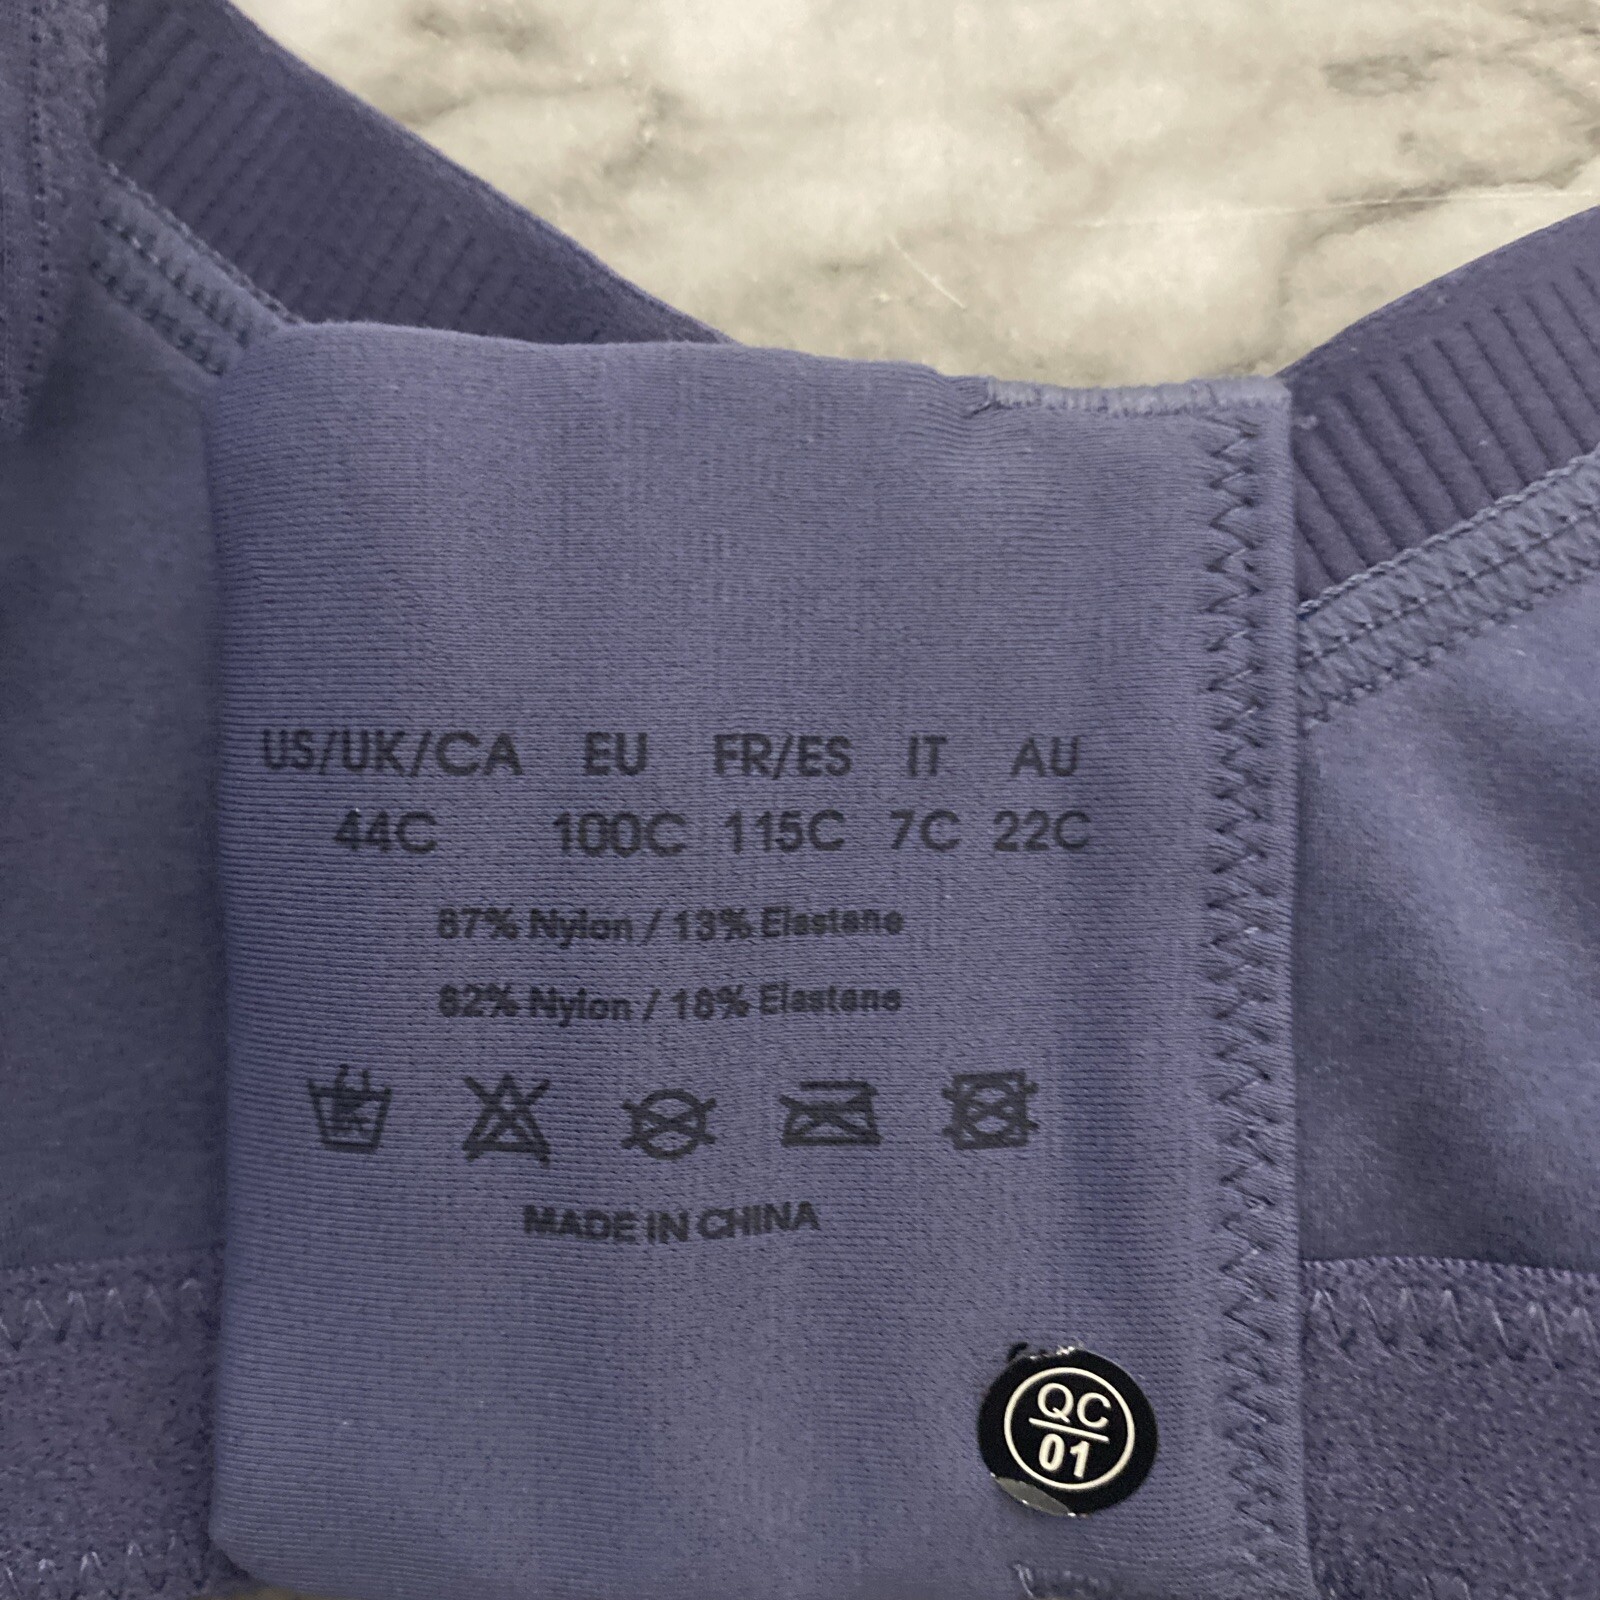 US/UK/CA EU FR/ES IT AU
44C 100C 115C 7C 22C
87% Nylon / 13% Elastane
82% Nylon / 18% Elastane
MADE IN CHINA
QC
01